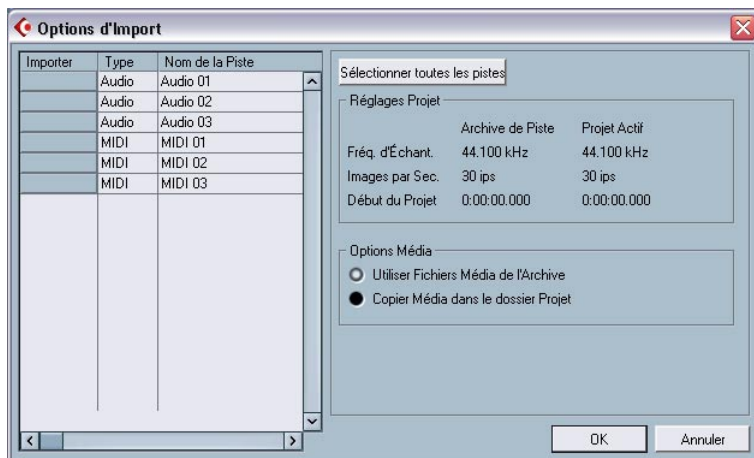 Options d'Import
Importer Type Nom de la Piste
Audio Audio 01
Audio Audio 02
Audio Audio 03
MIDI MIDI 01
MIDI MIDI 02
MIDI MIDI 03
Sélectionner toutes les pistes
Réglages Projet
Archive de Piste Projet Actif
Fréq. d'Échant. 44.100 kHz 44.100 kHz
Images par Sec. 30 ips 30 ips
Début du Projet 0:00:00.000 0:00:00.000
Options Média
Utiliser Fichiers Média de l'Archive
Copier Média dans le dossier Projet
OK Annuler